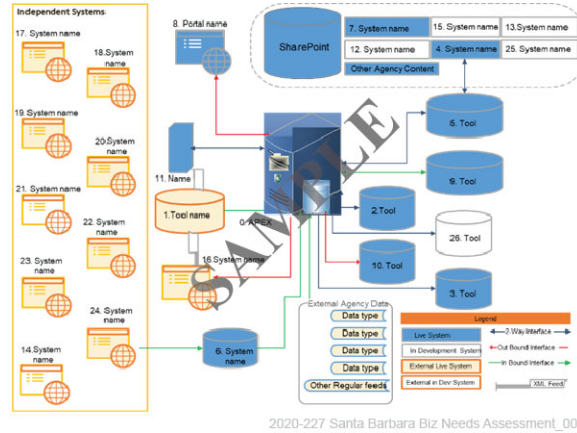 Independent Systems:
17. System name
18.System
name
19. System name
20.System
name
21. System name
22. System
name
23. System
name
24. System
name
14.System
name
8. Portal name
11. Name
1.Tool name
0. APEX
16.System name
6. System
name
SharePoint
7. System name
15. System name
13.System name
12. System name
4. System name
25. System name
Other Agency Content
5. Tool
9. Tool
2.Tool
26. Tool
10. Tool
3. Tool
SAMPLE
External Agency Data
Data type
Data type
Data type
Data type
Other Regular feeds
Legend
Live System
2-Way Interface
In Development System
Out Bound Interface
External Live System
In Bound Interface
External in Dev System
XML Feed
2020-227 Santa Barbara Biz Needs Assessment_00